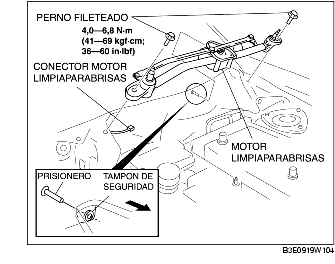 PERNO FILETEADO
4,0—6,8 N·m
(41—69 kgf·cm;
36—60 in·lbf)
CONECTOR MOTOR
LIMPIAPARABRISAS
MOTOR
LIMPIAPARABRISAS
PRISIONERO
TAMPON DE
SEGURIDAD
B3E0919W104